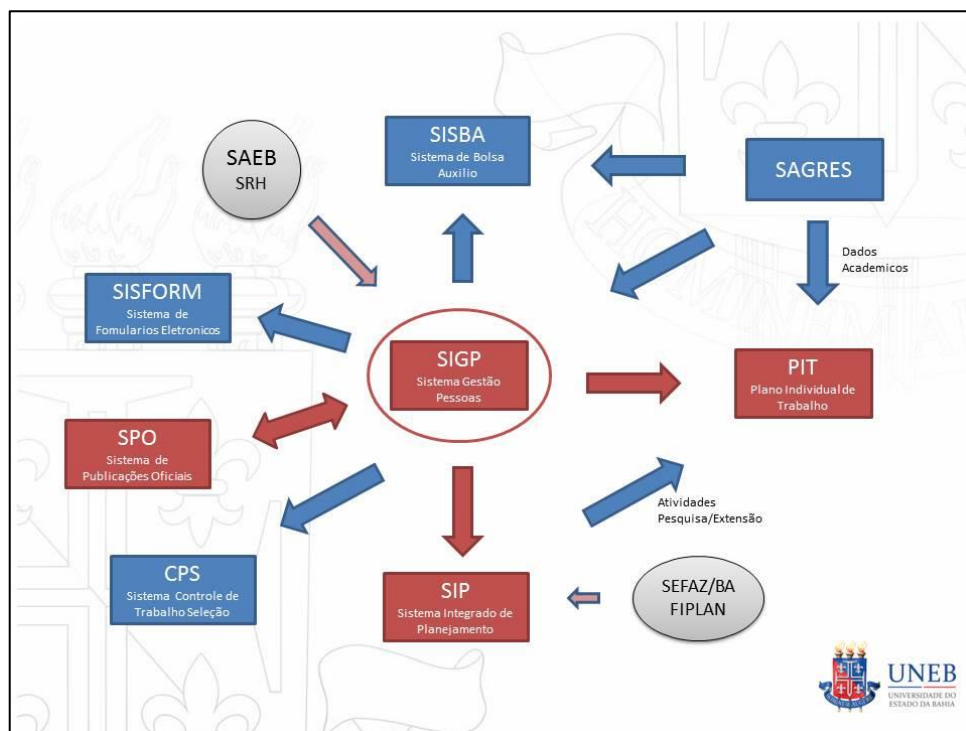 SISBA
Sistema de Bolsa
Auxilio
SAEB
SRH
SAGRES
Dados
Academicos
SISFORM
Sistema de
Fomularios Eletronicos
SIGP
Sistema Gestão
Pessoas
PIT
Plano Individual de
Trabalho
SPO
Sistema de
Publicações Oficiais
Atividades
Pesquisa/Extensão
CPS
Sistema Controle de
Trabalho Seleção
SIP
Sistema Integrado de
Planejamento
SEFAZ/BA
FIPLAN
UNEB
UNIVERSIDADE DO
ESTADO DA BAHIA